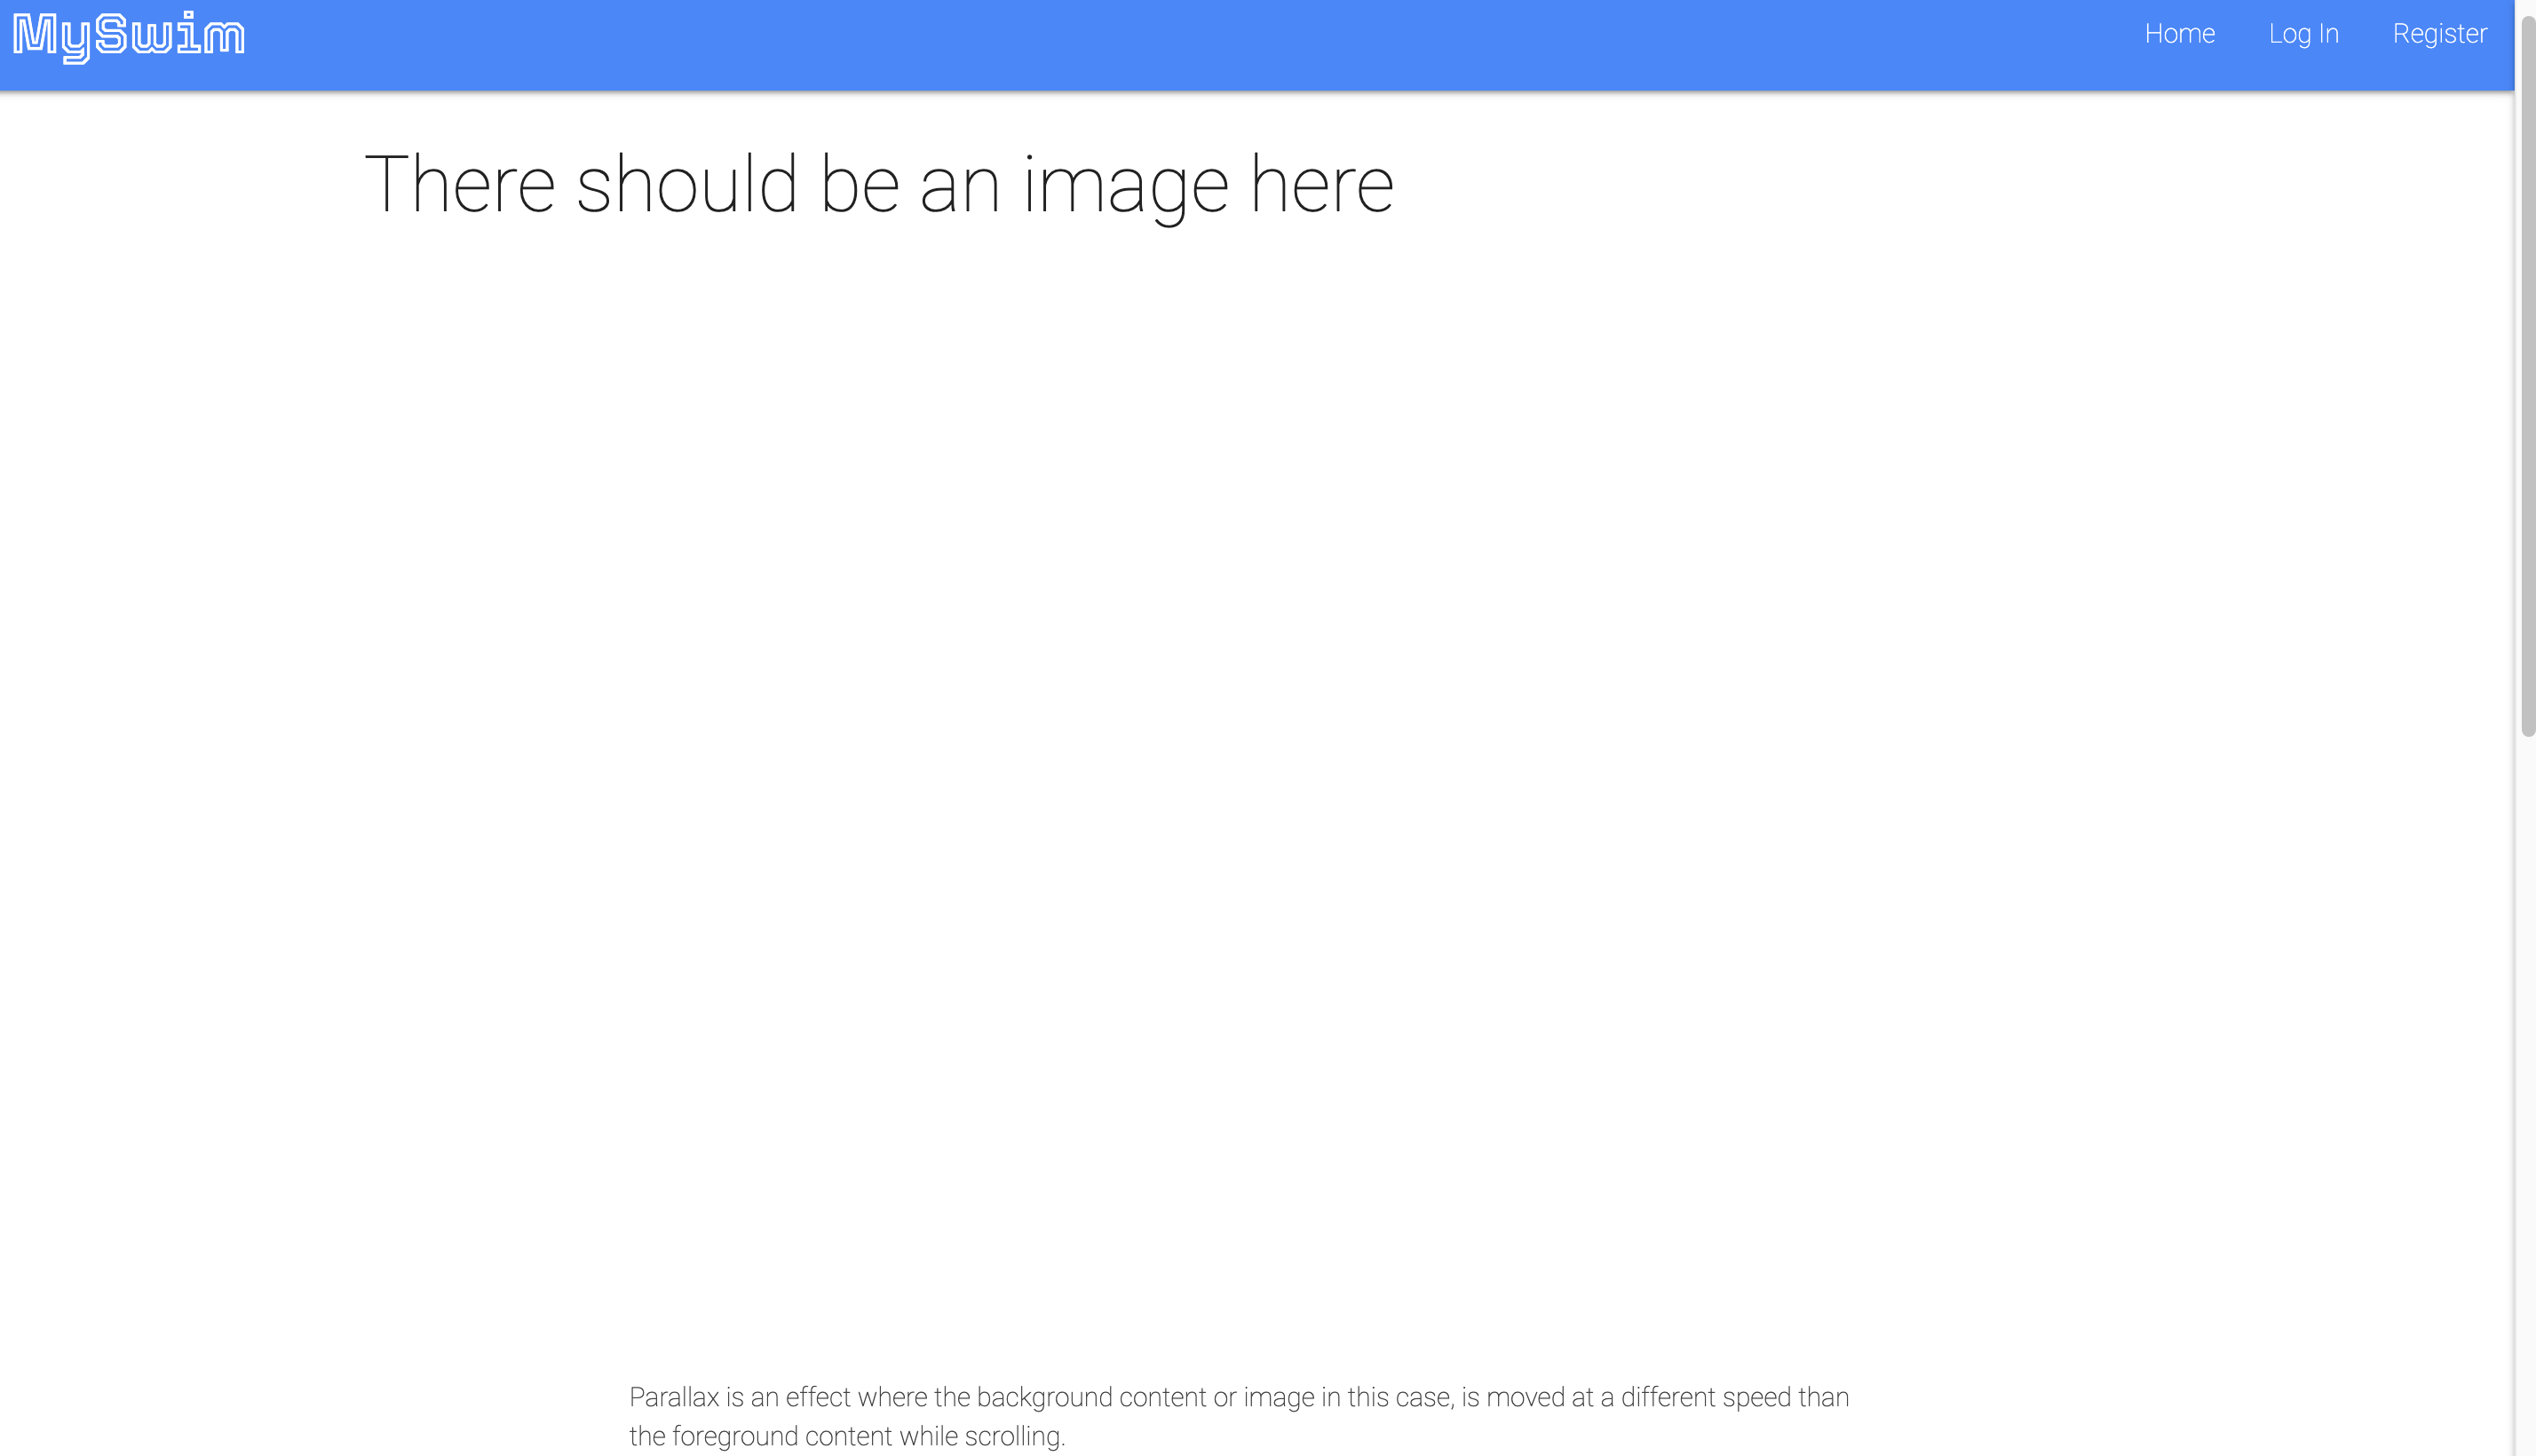 MySwim
Home Log In Register
There should be an image here
Parallax is an effect where the background content or image in this case, is moved at a different speed than
the foreground content while scrolling.